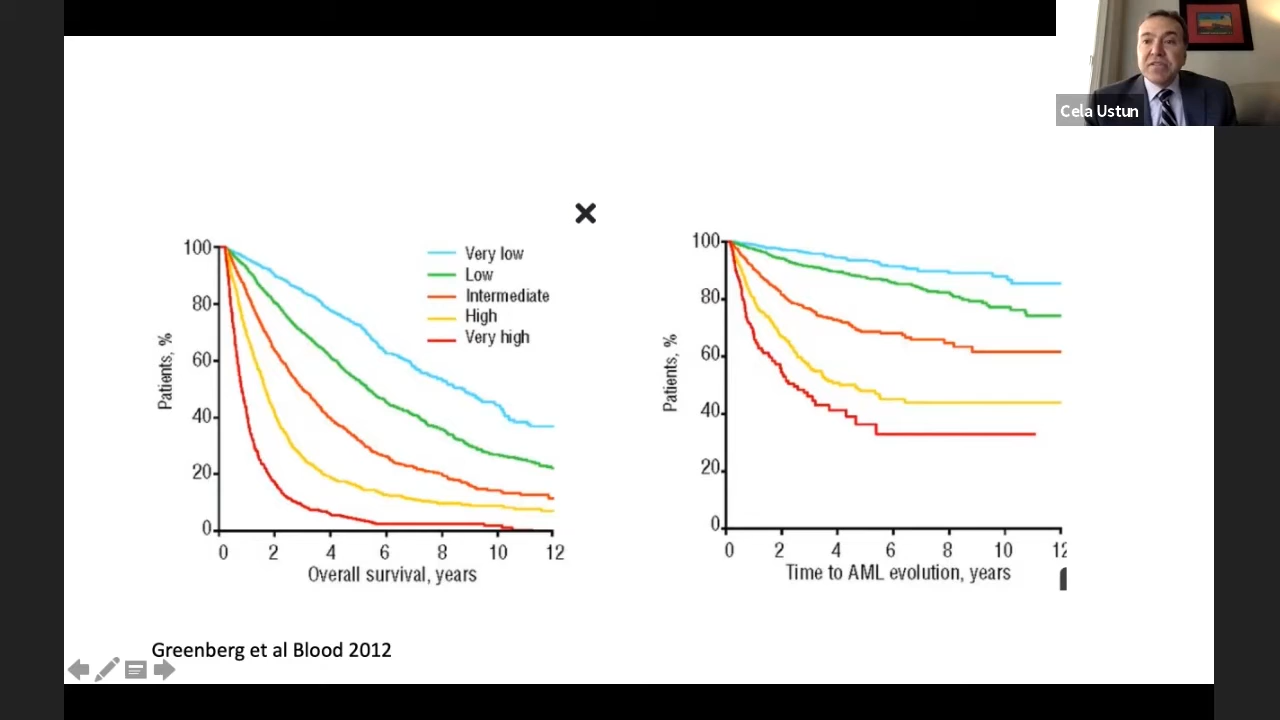 Cela Ustun
100
80
60
40
20
0
Patients, %
Very low
Low
Intermediate
High
Very high
0 2 4 6 8 10 12
Overall survival, years
100
80
60
40
20
0
Patients, %
0 2 4 6 8 10 12
Time to AML evolution, years
Greenberg et al Blood 2012